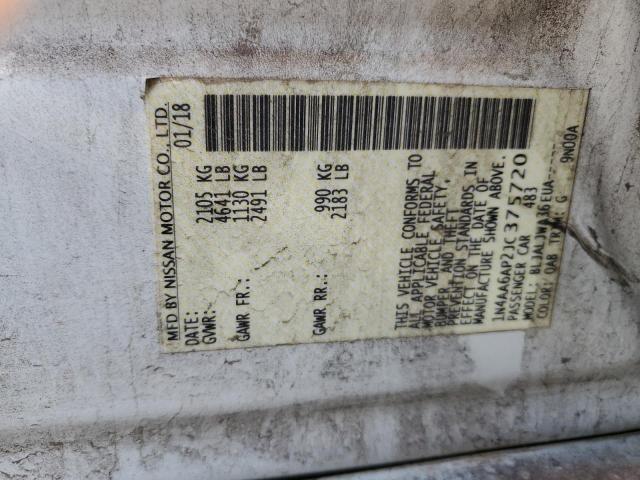 MFD BY NISSAN MOTOR CO., LTD.
DATE: 01/18
GVWR: 2105 KG
4641 LB
GAWR FR.: 1130 KG
2491 LB
GAWR RR.: 990 KG
2183 LB
THIS VEHICLE CONFORMS TO
ALL APPLICABLE FEDERAL
MOTOR VEHICLE SAFETY,
BUMPER, AND THEFT
PREVENTION STANDARDS IN
EFFECT ON THE DATE OF
MANUFACTURE SHOWN ABOVE.
1N4AA6AP2JC375720
PASSENGER CAR 483
MODEL:
COLOR: QAB TRIM: G 9N00A